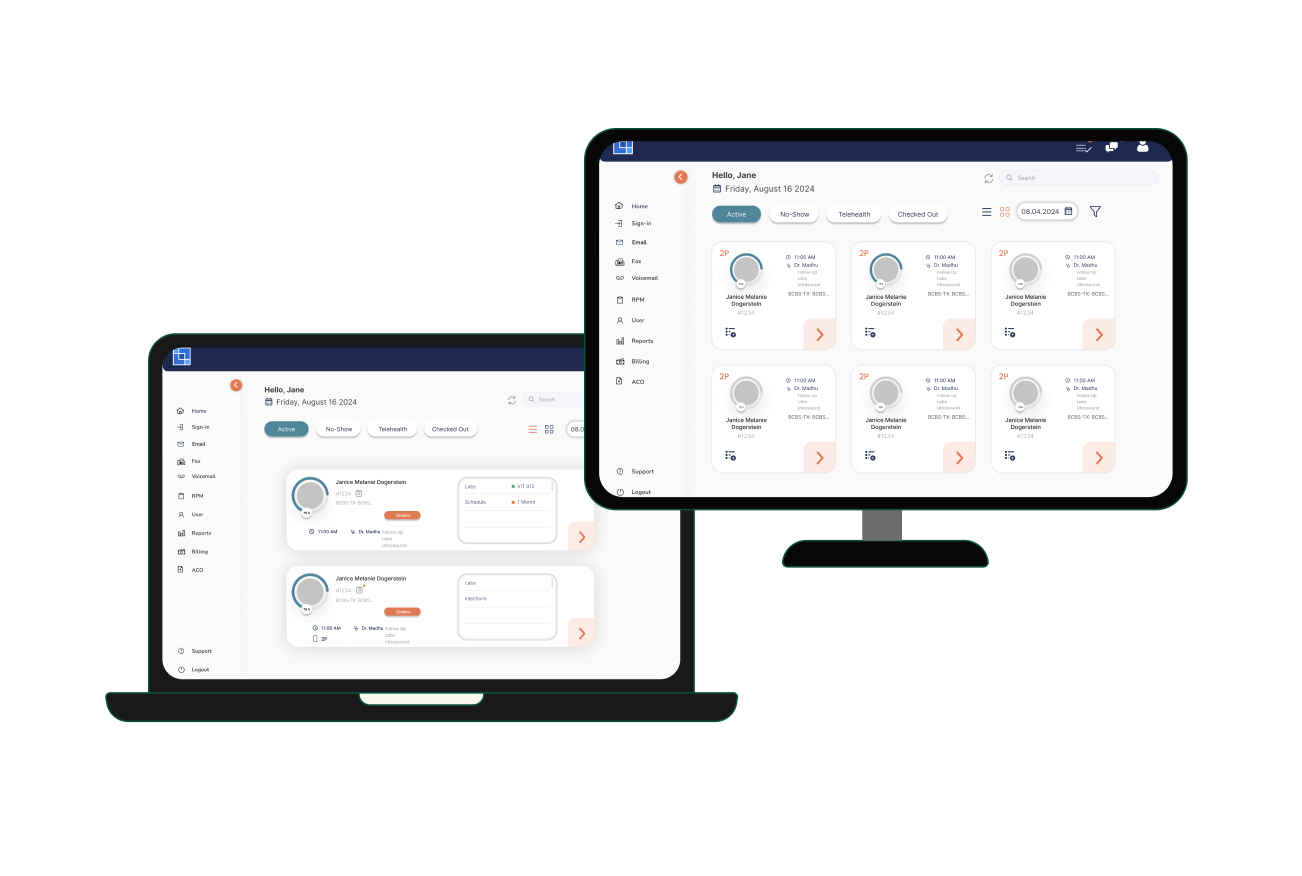 Hello, Jane
Friday, August 16 2024
Search
Home
Sign-in
Email
Fax
Voicemail
RPM
User
Reports
Billing
ACO
Support
Logout
Active
No-Show
Telehealth
Checked Out
08.04.2024
2P
11:00 AM
Dr. Madhu
Follow Up
Labs
Ultrasound
BCBS-TX: BCBS...
Janice Melanie
Dogerstein
#1234
2P
11:00 AM
Dr. Madhu
Follow Up
Labs
Ultrasound
BCBS-TX: BCBS...
Janice Melanie
Dogerstein
#1234
2P
11:00 AM
Dr. Madhu
Follow Up
Labs
Ultrasound
BCBS-TX: BCBS...
Janice Melanie
Dogerstein
#1234
2P
11:00 AM
Dr. Madhu
Follow Up
Labs
Ultrasound
BCBS-TX: BCBS...
Janice Melanie
Dogerstein
#1234
2P
11:00 AM
Dr. Madhu
Follow Up
Labs
Ultrasound
BCBS-TX: BCBS...
Janice Melanie
Dogerstein
#1234
2P
11:00 AM
Dr. Madhu
Follow Up
Labs
Ultrasound
BCBS-TX: BCBS...
Janice Melanie
Dogerstein
#1234
Hello, Jane
Friday, August 16 2024
Search
Home
Sign-in
Email
Fax
Voicemail
RPM
User
Reports
Billing
ACO
Support
Logout
Active
No-Show
Telehealth
Checked Out
08.0
Janice Melanie Dogerstein
#1234
BCBS-TX: BCBS...
Orders
11:00 AM
Dr. Madhu
Follow Up
Labs
Ultrasound
Labs
VIT B12
Schedule
1 Month
Janice Melanie Dogerstein
#1234
BCBS-TX: BCBS...
Orders
11:00 AM
Dr. Madhu
Follow Up
Labs
Ultrasound
2P
Labs
Injections